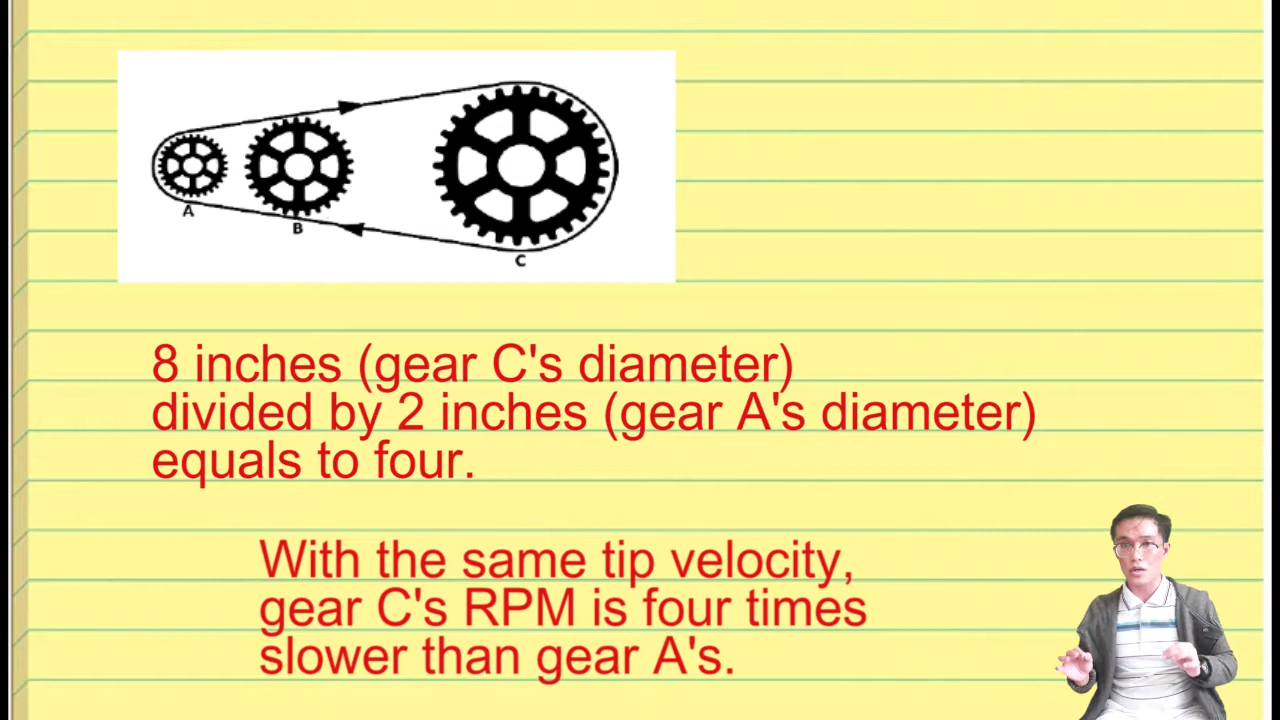 A
B
C
8 inches (gear C's diameter)
divided by 2 inches (gear A's diameter)
equals to four.
With the same tip velocity,
gear C's RPM is four times
slower than gear A's.